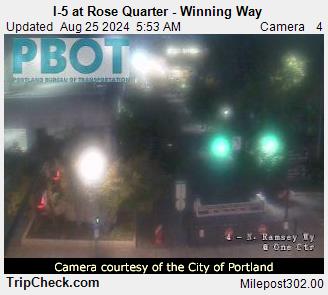 I-5 at Rose Quarter - Winning Way
Updated Aug 25 2024 5:53 AM Camera 4
PBOT
PORTLAND BUREAU OF TRANSPORTATION
4 - N. Ramsey Wy
@ One Ctr
Camera courtesy of the City of Portland
TripCheck.com Milepost302.00